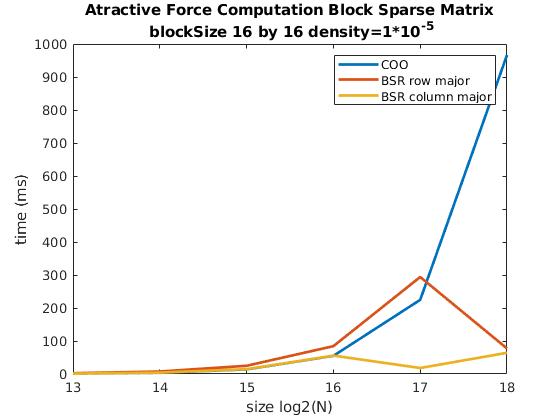 Atractive Force Computation Block Sparse Matrix
blockSize 16 by 16 density=1*10^-5
1000
900
800
700
600
500
400
300
200
100
0
time (ms)
COO
BSR row major
BSR column major
13 14 15 16 17 18
size log2(N)